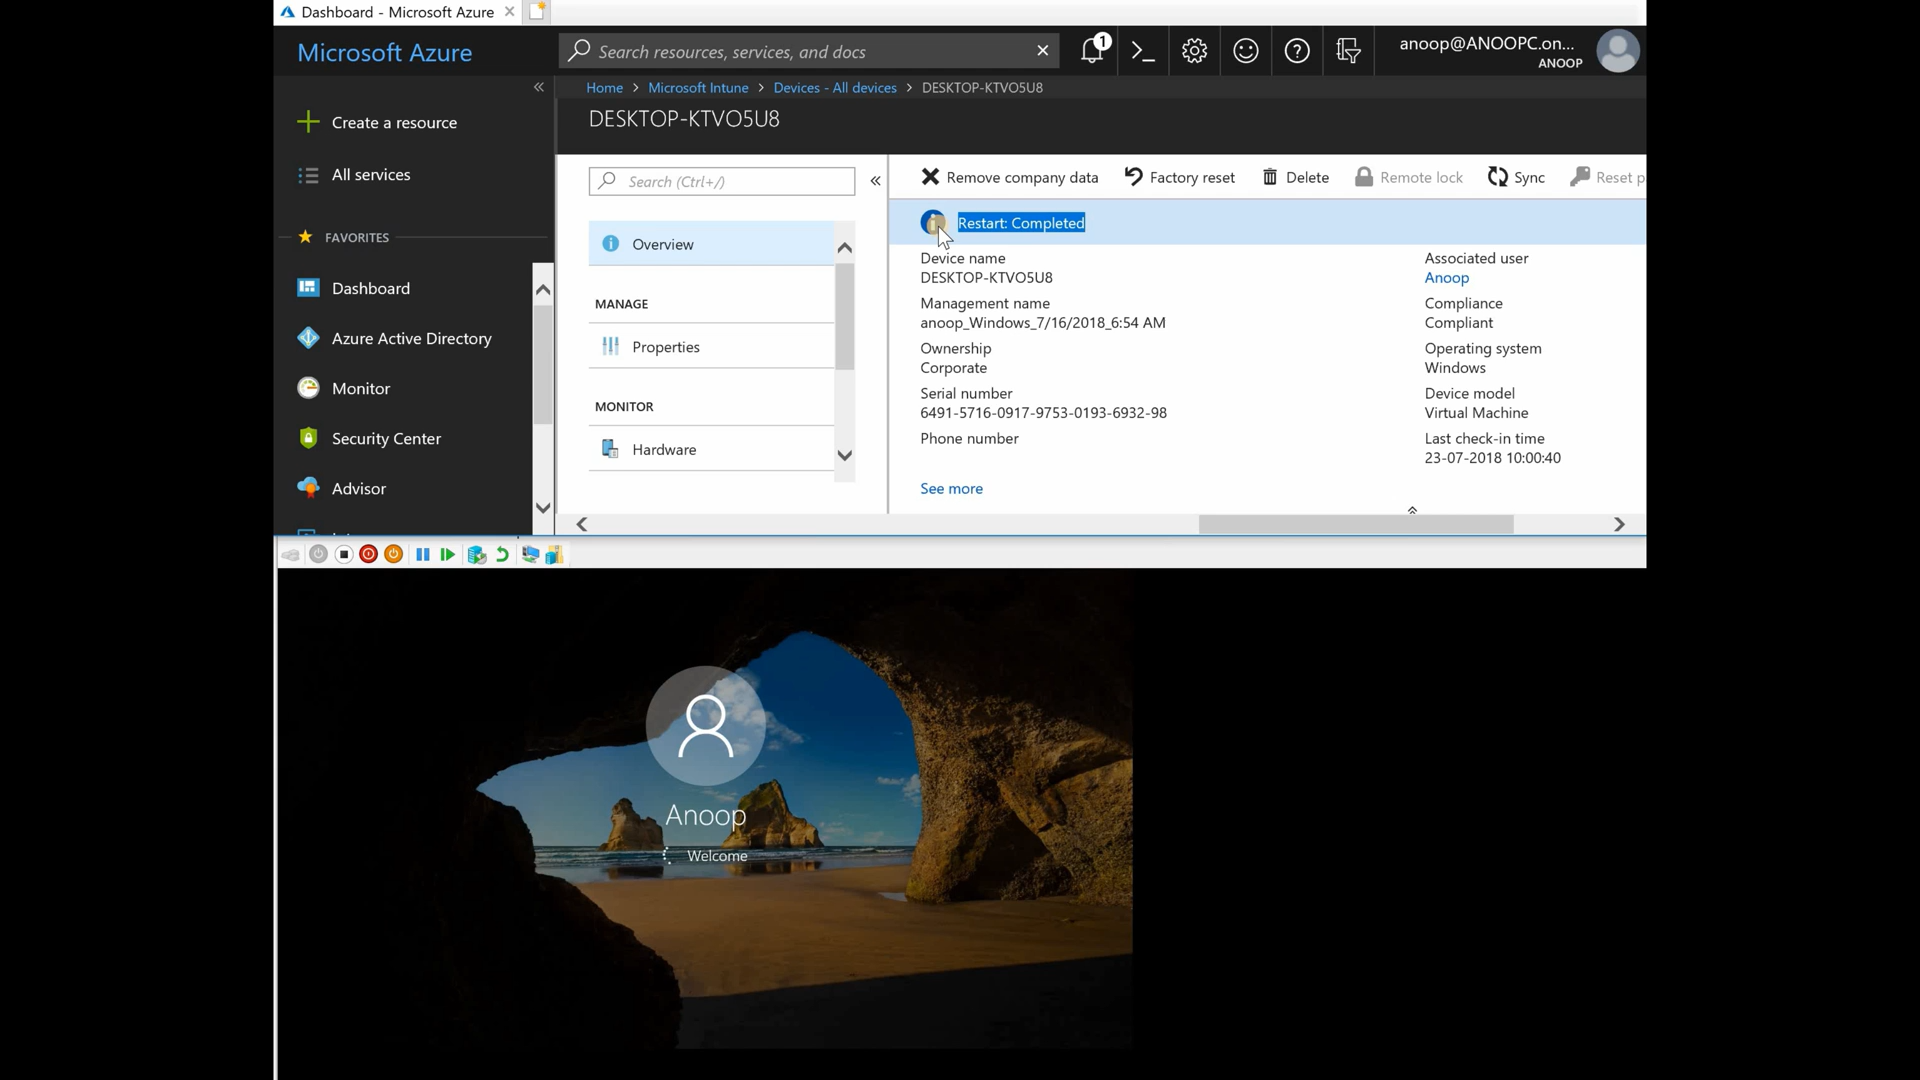 Dashboard - Microsoft Azure
Microsoft Azure
Search resources, services, and docs
1
anoop@ANOOPC.on...
ANOOP
Home > Microsoft Intune > Devices - All devices > DESKTOP-KTVO5U8
DESKTOP-KTVO5U8
Create a resource
All services
FAVORITES
Dashboard
Azure Active Directory
Monitor
Security Center
Advisor
Search (Ctrl+/)
Overview
MANAGE
Properties
MONITOR
Hardware
Remove company data
Factory reset
Delete
Remote lock
Sync
Reset p
Restart: Completed
Device name
DESKTOP-KTVO5U8
Management name
anoop_Windows_7/16/2018_6:54 AM
Ownership
Corporate
Serial number
6491-5716-0917-9753-0193-6932-98
Phone number
See more
Associated user
Anoop
Compliance
Compliant
Operating system
Windows
Device model
Virtual Machine
Last check-in time
23-07-2018 10:00:40
Anoop
Welcome